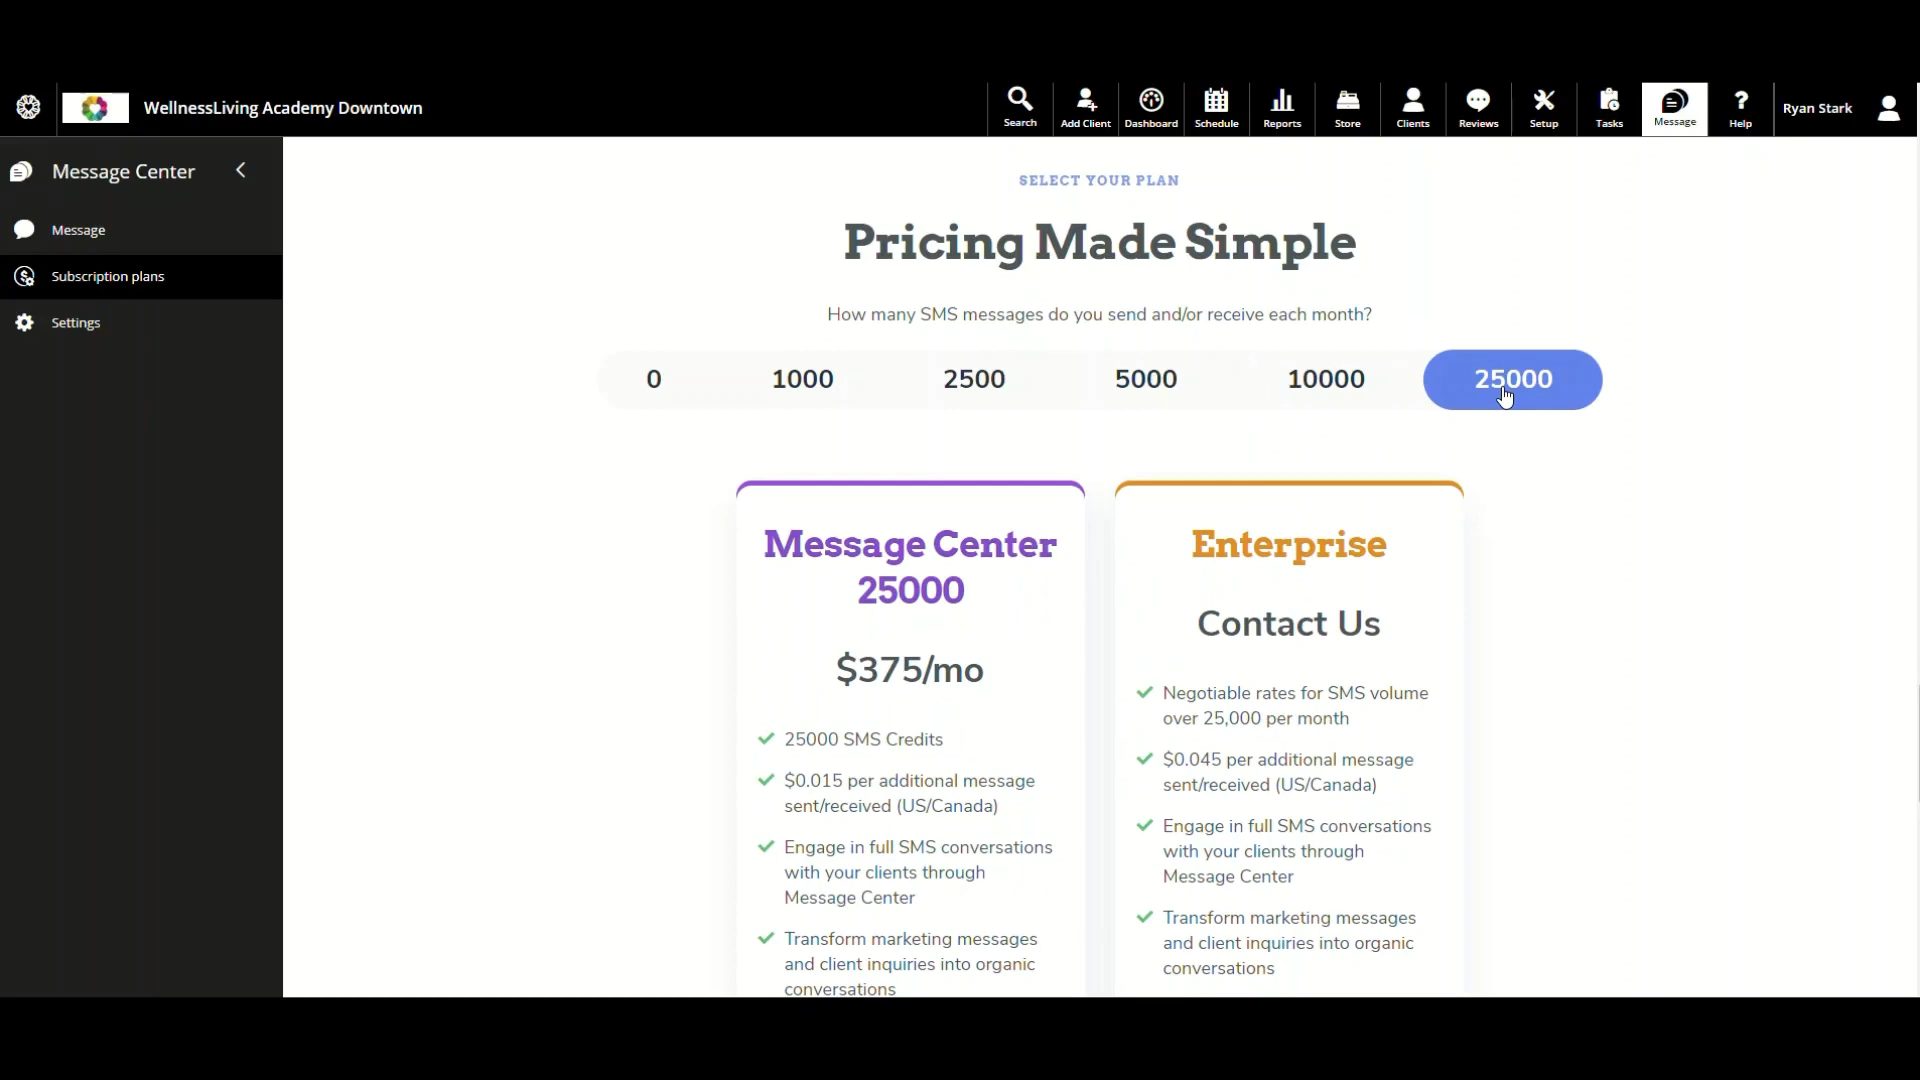 WellnessLiving Academy Downtown
Search
Add Client
Dashboard
Schedule
Reports
Store
Clients
Reviews
Setup
Tasks
Message
?
Help
Ryan Stark
Message Center
Message
Subscription plans
Settings
SELECT YOUR PLAN
Pricing Made Simple
How many SMS messages do you send and/or receive each month?
0 1000 2500 5000 10000 25000
Message Center
25000
$375/mo
25000 SMS Credits
$0.015 per additional message
sent/received (US/Canada)
Engage in full SMS conversations
with your clients through
Message Center
Transform marketing messages
and client inquiries into organic
conversations
Enterprise
Contact Us
Negotiable rates for SMS volume
over 25,000 per month
$0.045 per additional message
sent/received (US/Canada)
Engage in full SMS conversations
with your clients through
Message Center
Transform marketing messages
and client inquiries into organic
conversations